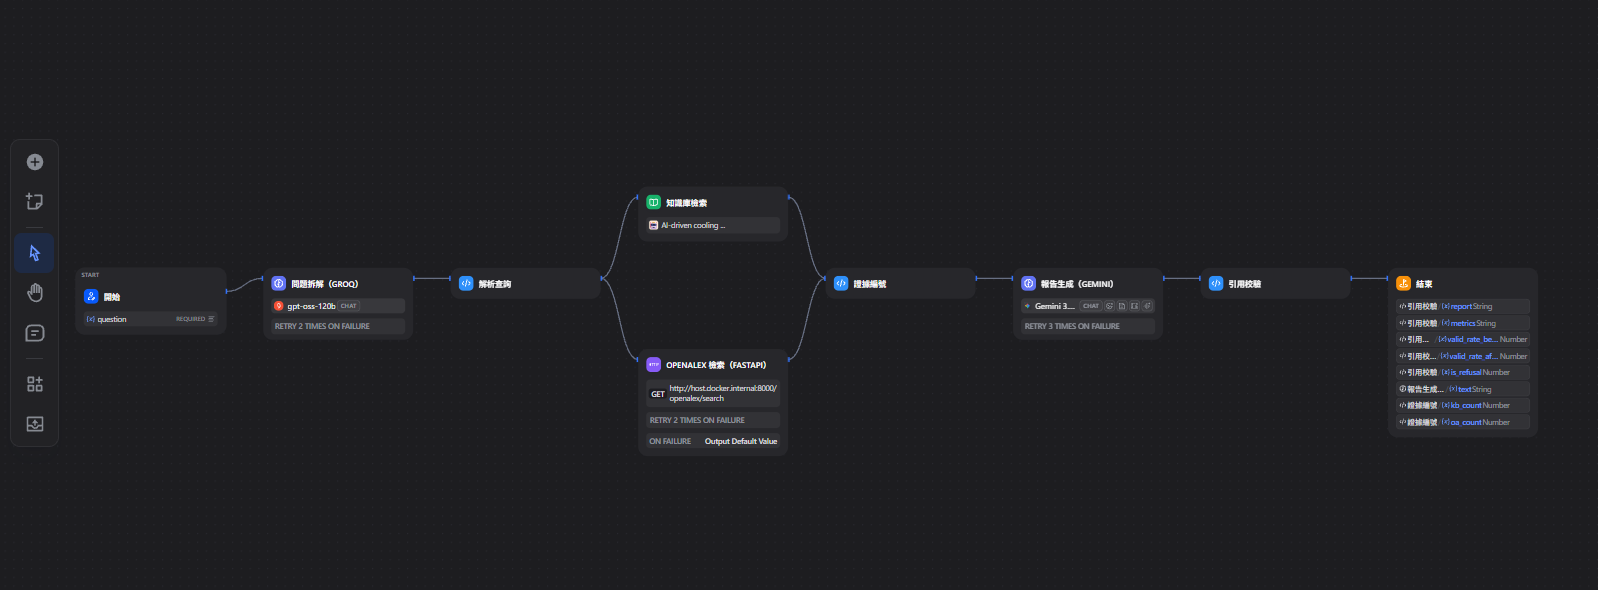 START
開始
{x} question REQUIRED
問題拆解（GROQ）
gpt-oss-120b CHAT
RETRY 2 TIMES ON FAILURE
解析查詢
知識庫檢索
AI-driven cooling ...
OPENALEX 檢索（FASTAPI）
GET http://host.docker.internal:8000/
openalex/search
RETRY 2 TIMES ON FAILURE
ON FAILURE Output Default Value
證據編號
報告生成（GEMINI）
Gemini 3.... CHAT
RETRY 3 TIMES ON FAILURE
引用校驗
結束
引用校驗 / {x} report String
引用校驗 / {x} metrics String
引用... / {x} valid_rate_be... Number
引用校... / {x} valid_rate_af... Number
引用校驗 / {x} is_refusal Number
報告生成... / {x} text String
證據編號 / {x} kb_count Number
證據編號 / {x} oa_count Number